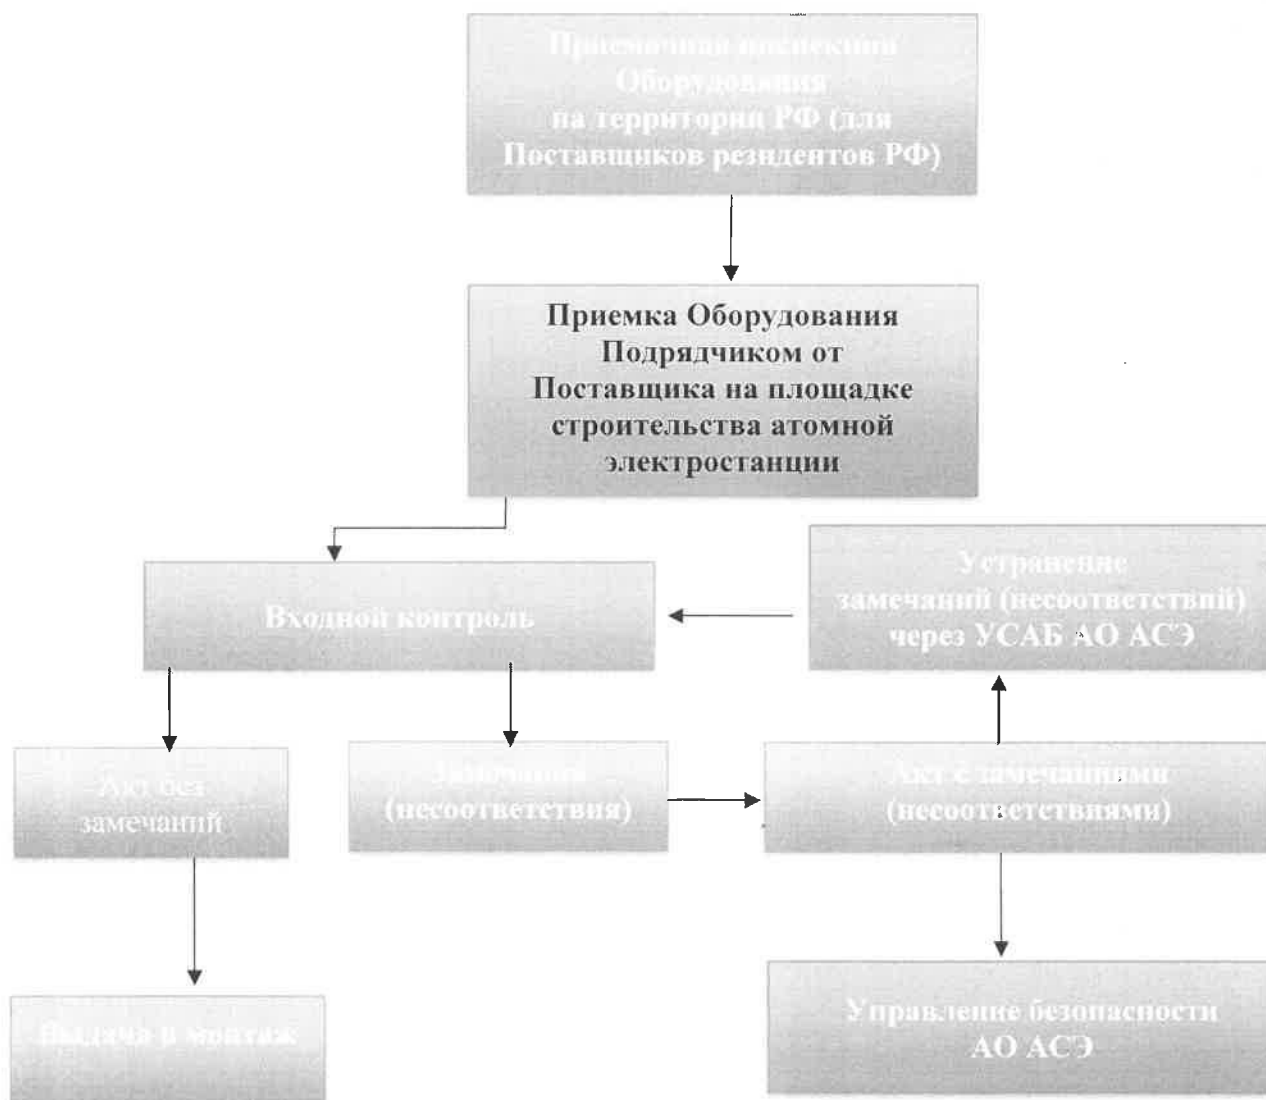 Приемочная инспекция
Оборудования
на территории РФ (для
Поставщиков резидентов РФ)
Приемка Оборудования
Подрядчиком от
Поставщика на площадке
строительства атомной
электростанции
Устранение
замечаний (несоответствий)
через УСАБ АО АСЭ
Входной контроль
Акт без
замечаний
Замечания
(несоответствия)
Акт с замечаниями
(несоответствиями)
Выдача в монтаж
Управление безопасности
АО АСЭ